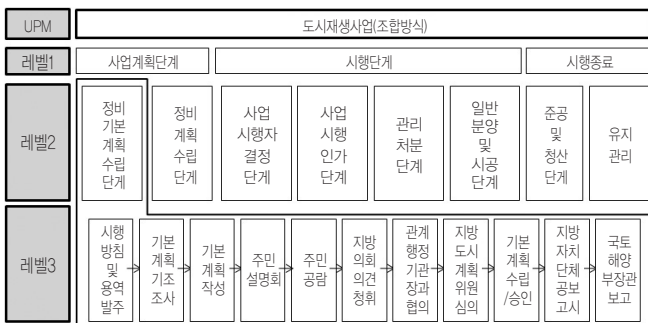 UPM
도시재생사업(조합방식)
레벨1
사업계획단계
시행단게
시행종료
레벨2
정비
기본
계획
수립
단게
정비
계획
수립
단계
사업
시행자
결정
단계
사업
시행
인가
단계
관리
처분
단계
일반
분양
및
시공
단계
준공
및
청산
단게
유지
관리
레벨3
시행
방침
및
용역
발주
기본
계획
기조
조사
기본
계획
작성
주민
설명회
주민
공람
지방
의회
의견
청취
관계
행정
기관
장과
협의
지방
도시
계획
위원
심의
기본
계획
수립
/승인
지방
자치
단체
공보
고시
국토
해양
부장관
보고